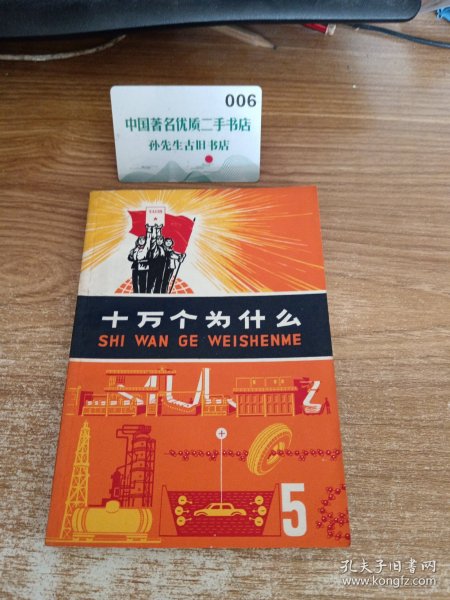 006
中国著名优质二手书店
孙先生古旧书店
十万个为什么
SHI WAN GE WEISHENME
+
5
孔夫子旧书网
www.kongfz.com